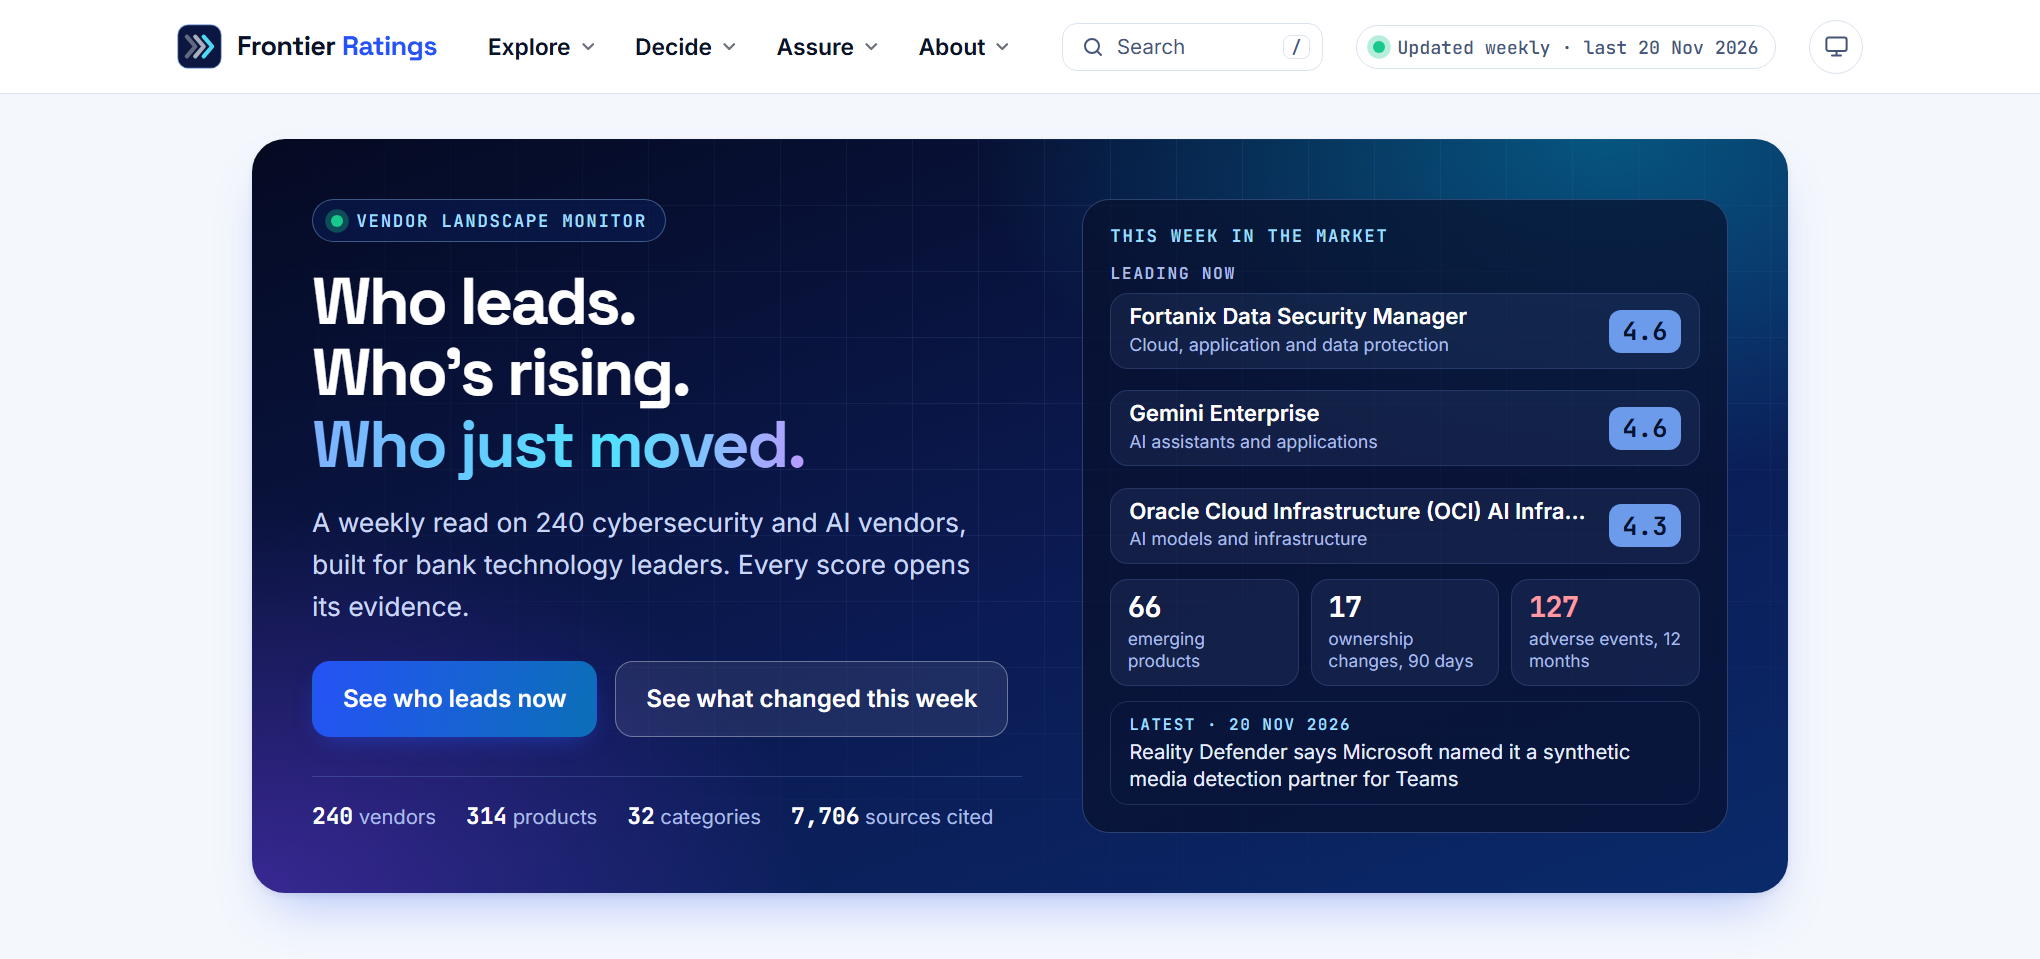 Frontier Ratings
Explore
Decide
Assure
About
Search
/
Updated weekly · last 20 Nov 2026
VENDOR LANDSCAPE MONITOR
Who leads.
Who’s rising.
Who just moved.
A weekly read on 240 cybersecurity and AI vendors,
built for bank technology leaders. Every score opens
its evidence.
See who leads now
See what changed this week
240 vendors
314 products
32 categories
7,706 sources cited
THIS WEEK IN THE MARKET
LEADING NOW
Fortanix Data Security Manager
Cloud, application and data protection
4.6
Gemini Enterprise
AI assistants and applications
4.6
Oracle Cloud Infrastructure (OCI) AI Infra...
AI models and infrastructure
4.3
66
emerging
products
17
ownership
changes, 90 days
127
adverse events, 12
months
LATEST · 20 NOV 2026
Reality Defender says Microsoft named it a synthetic
media detection partner for Teams